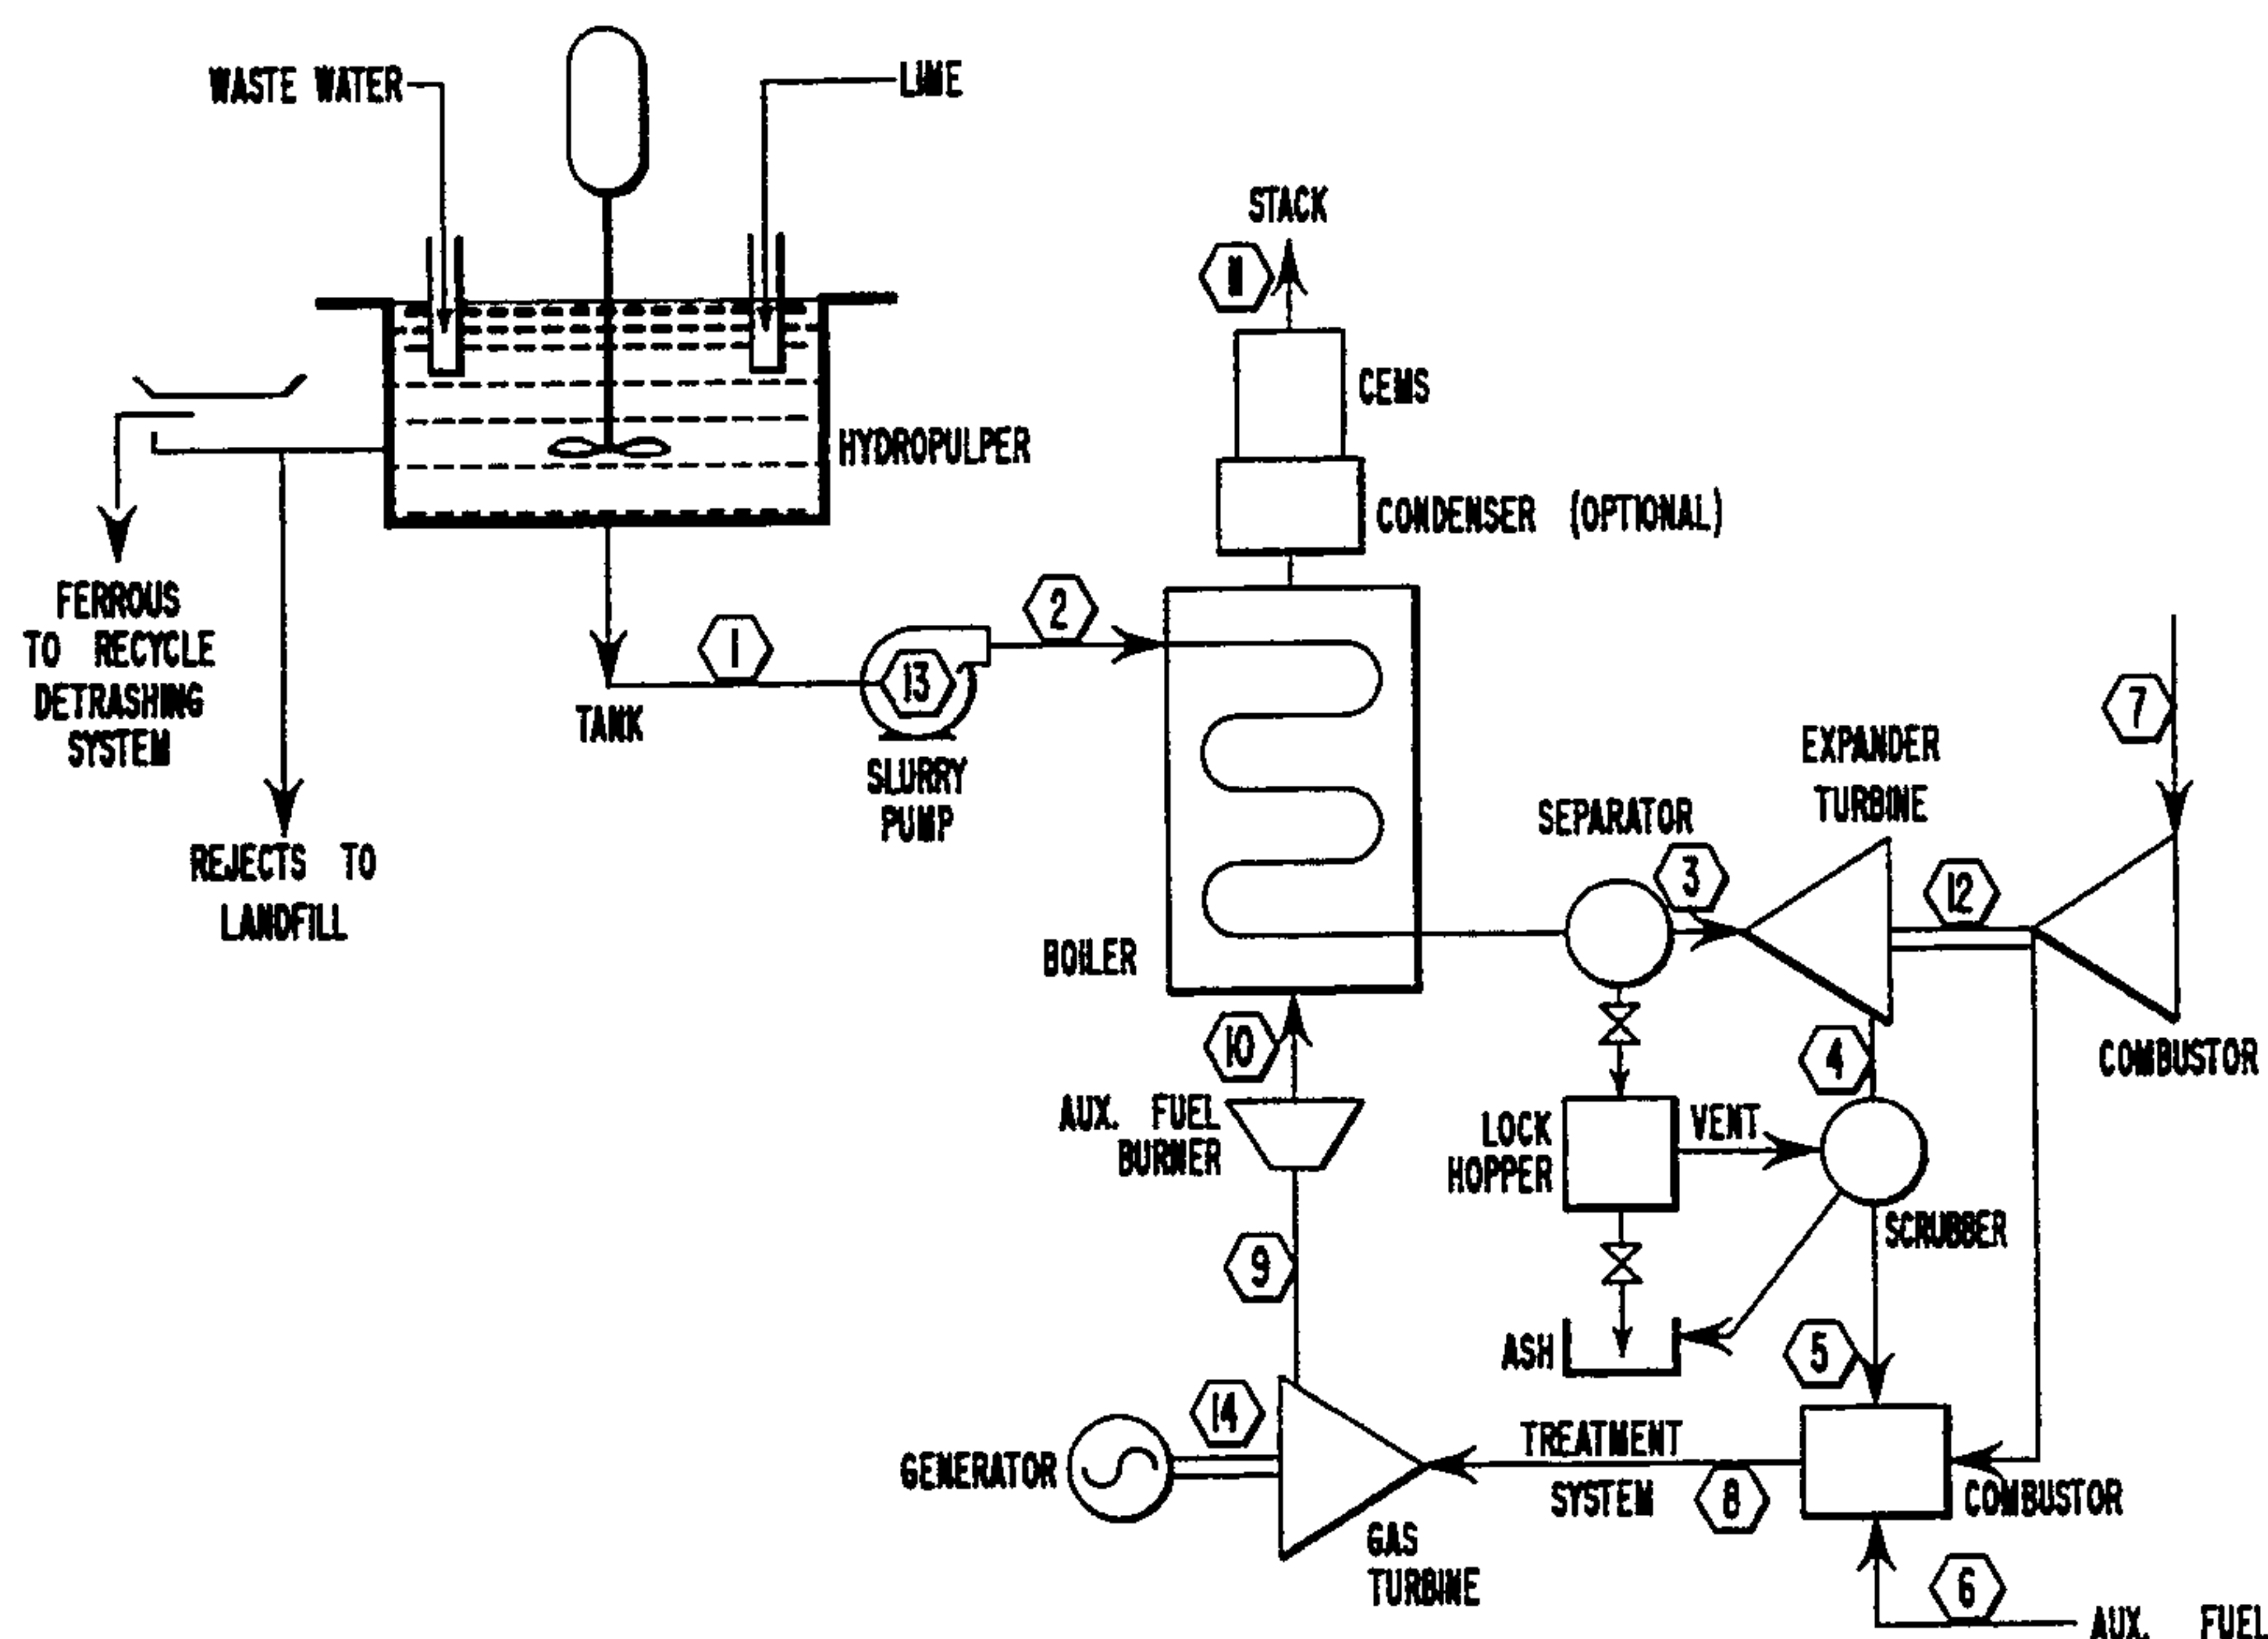 WASTE WATER
LIME
STACK
11
CEMS
HYDROPULPER
CONDENSER (OPTIONAL)
FERROUS
TO RECYCLE
DETRASHING
SYSTEM
REJECTS TO
LANDFILL
TANK
1
13
SLURRY
PUMP
2
BOILER
SEPARATOR
3
EXPANDER
TURBINE
12
7
COMBUSTOR
10
AUX. FUEL
BURNER
LOCK
HOPPER
VENT
4
SCRUBBER
9
ASH
5
GENERATOR
14
GAS
TURBINE
TREATMENT
SYSTEM
8
COMBUSTOR
6
AUX. FUEL